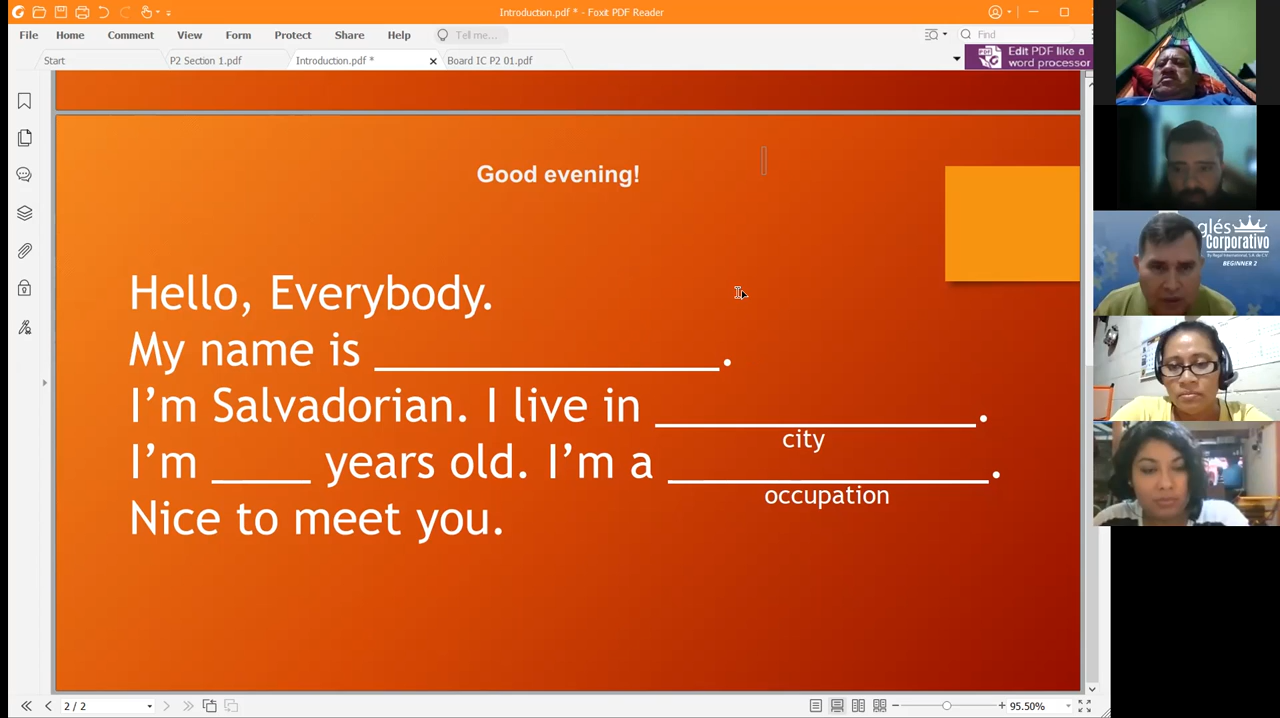 Introduction.pdf * - Foxit PDF Reader
File Home Comment View Form Protect Share Help Tell me... Find
Start P2 Section 1.pdf Introduction.pdf * Board IC P2 01.pdf
Edit PDF like a
word processor
Good evening!
Hello, Everybody.
My name is ____________________.
I’m Salvadorian. I live in ____________________.
city
I’m _____ years old. I’m a ____________________.
occupation
Nice to meet you.
2 / 2
95.50%
glés
Corporativo
BEGINNER 2